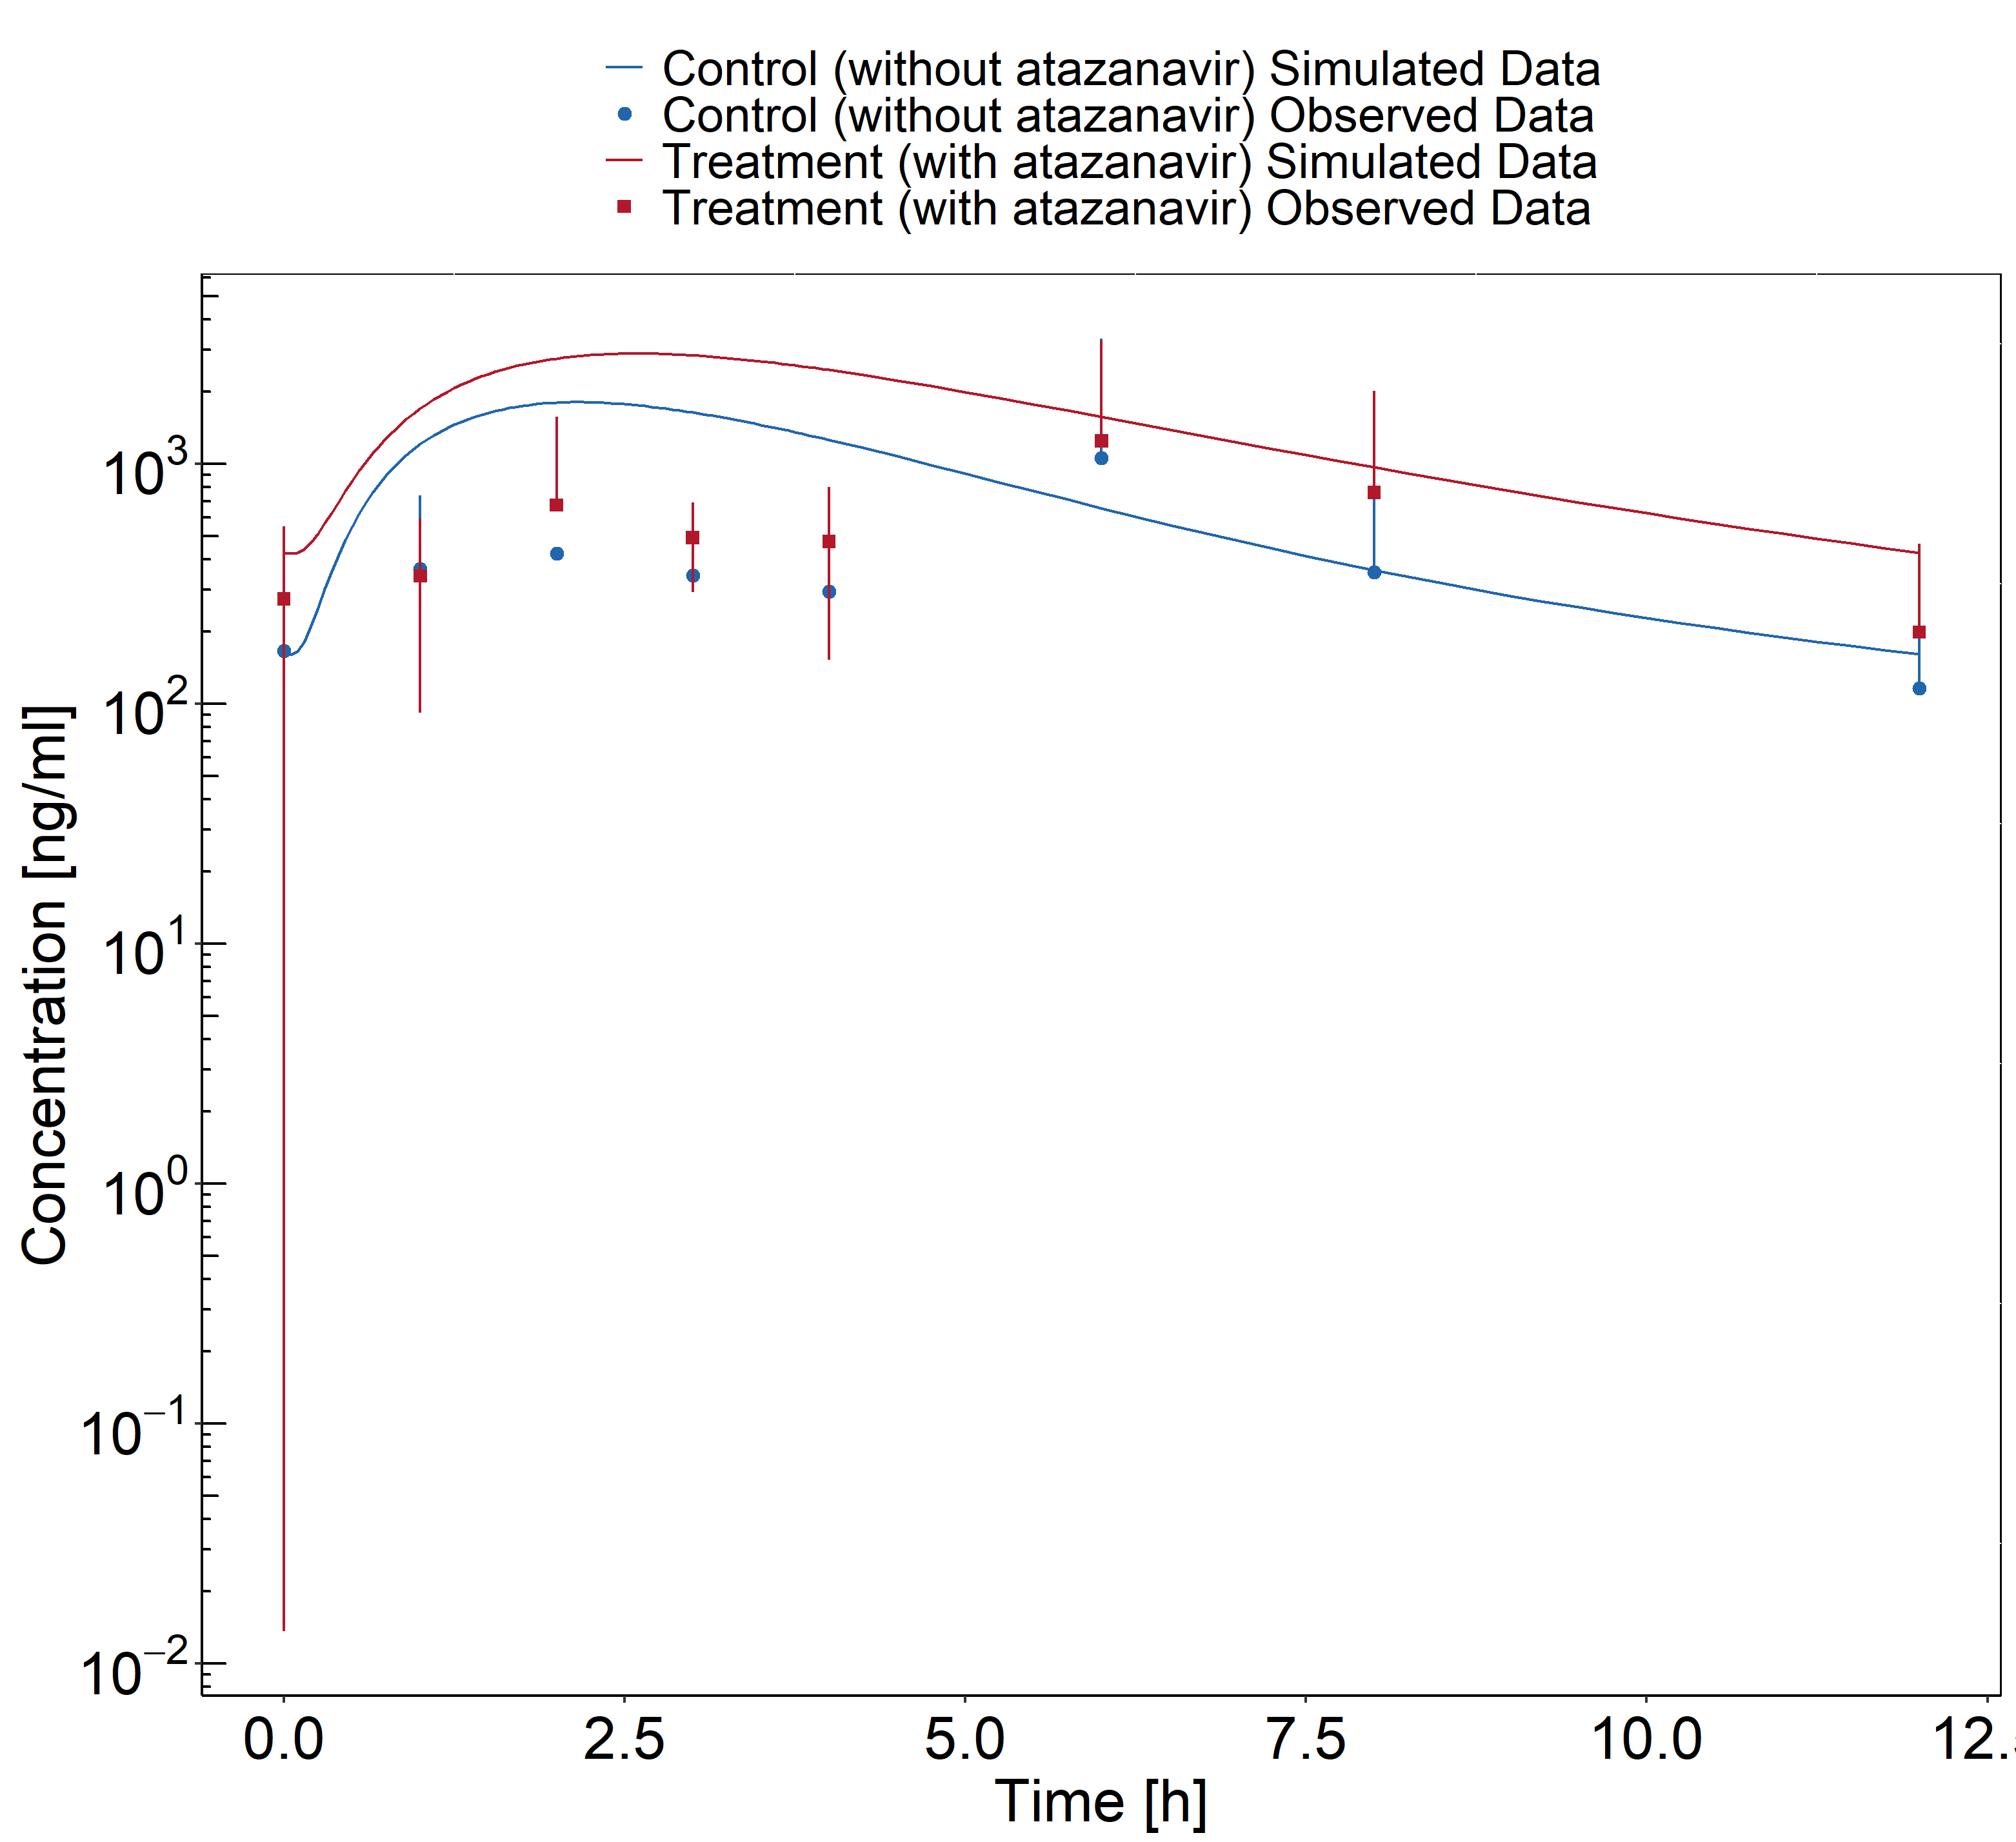 Control (without atazanavir) Simulated Data
Control (without atazanavir) Observed Data
Treatment (with atazanavir) Simulated Data
Treatment (with atazanavir) Observed Data
Concentration [ng/ml]
10³
10²
10¹
10⁰
10⁻¹
10⁻²
0.0 2.5 5.0 7.5 10.0 12.
Time [h]